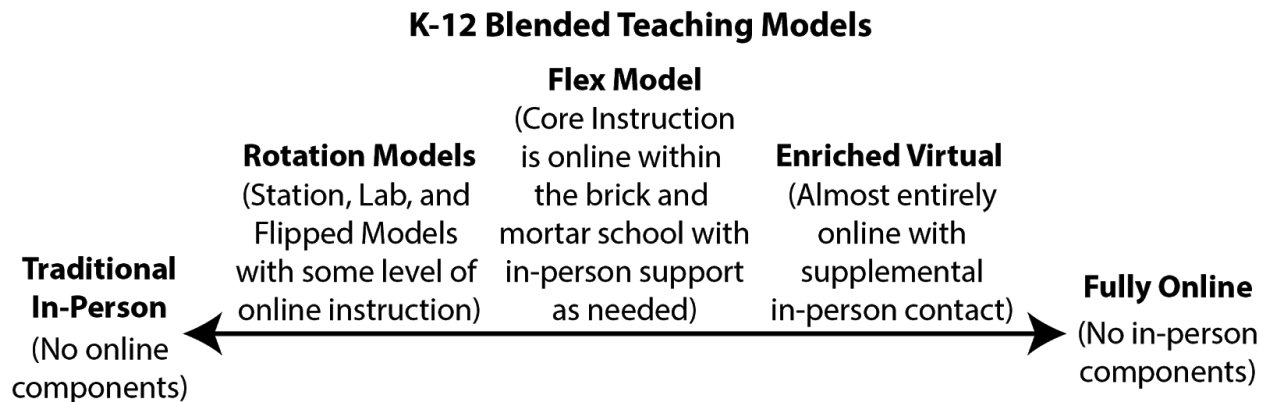 K-12 Blended Teaching Models
Traditional
In-Person
(No online
components)
Rotation Models
(Station, Lab, and
Flipped Models
with some level of
online instruction)
Flex Model
(Core Instruction
is online within
the brick and
mortar school with
in-person support
as needed)
Enriched Virtual
(Almost entirely
online with
supplemental
in-person contact)
Fully Online
(No in-person
components)